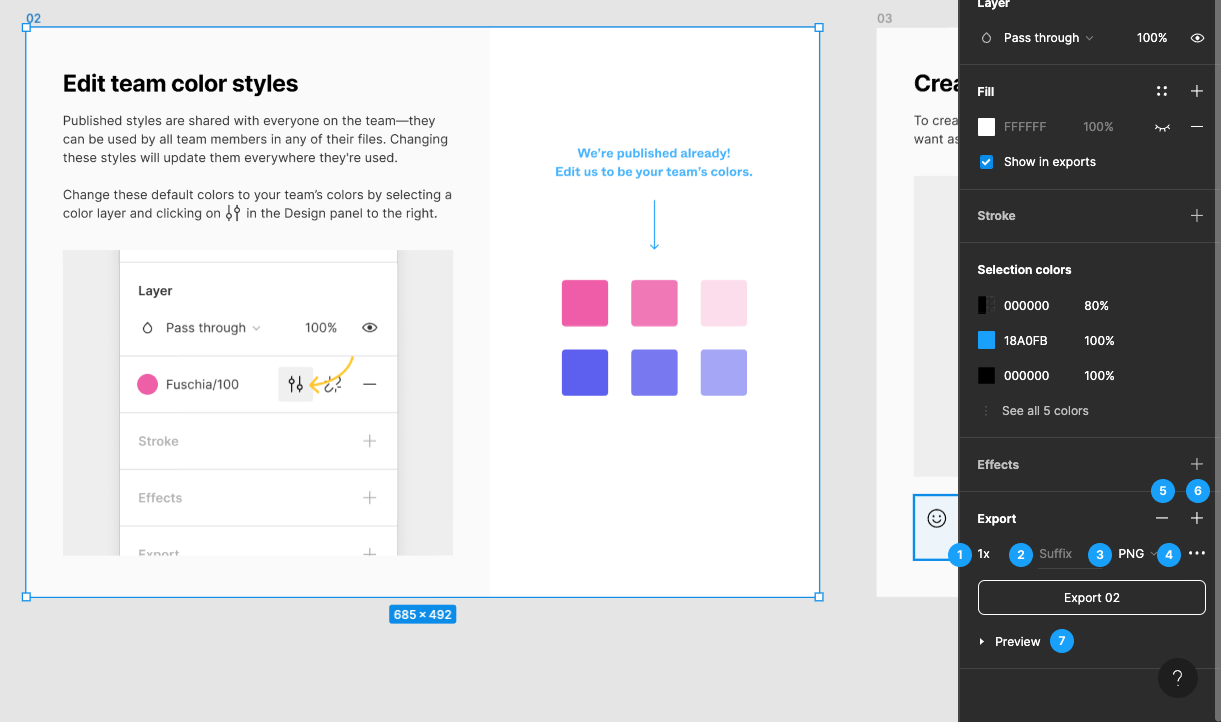 02
Edit team color styles
Published styles are shared with everyone on the team—they
can be used by all team members in any of their files. Changing
these styles will update them everywhere they're used.
Change these default colors to your team's colors by selecting a
color layer and clicking on in the Design panel to the right.
Layer
Pass through
100%
Fuschia/100
Stroke
Effects
Export
We're published already!
Edit us to be your team's colors.
685 × 492
03
Crea
To crea
want as
Layer
Pass through 100%
Fill
FFFFFF 100%
Show in exports
Stroke
Selection colors
000000 80%
18A0FB 100%
000000 100%
See all 5 colors
Effects
5 6
Export
1 1x 2 Suffix 3 PNG 4
Export 02
Preview 7
?